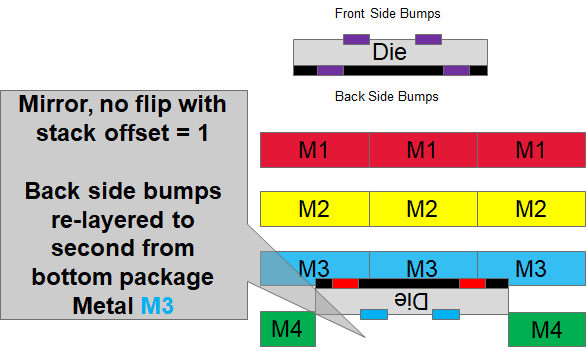 Front Side Bumps
Die
Back Side Bumps
Mirror, no flip with
stack offset = 1
Back side bumps
re-layered to
second from
bottom package
Metal M3
M1 M1 M1
M2 M2 M2
M3 M3 M3
Die
M4 M4